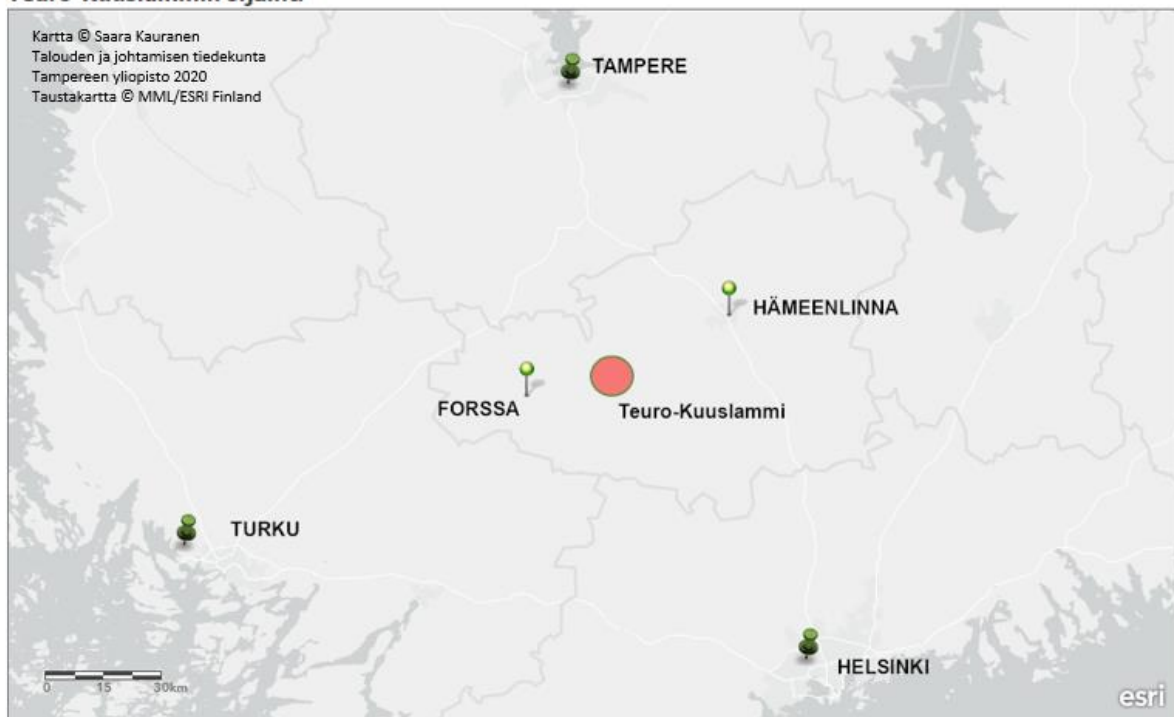 Kartta © Saara Kauranen
Talouden ja johtamisen tiedekunta
Tampereen yliopisto 2020
Taustakartta © MML/ESRI Finland
TAMPERE
HÄMEENLINNA
FORSSA
Teuro-Kuuslammi
TURKU
HELSINKI
0 15 30km
esri